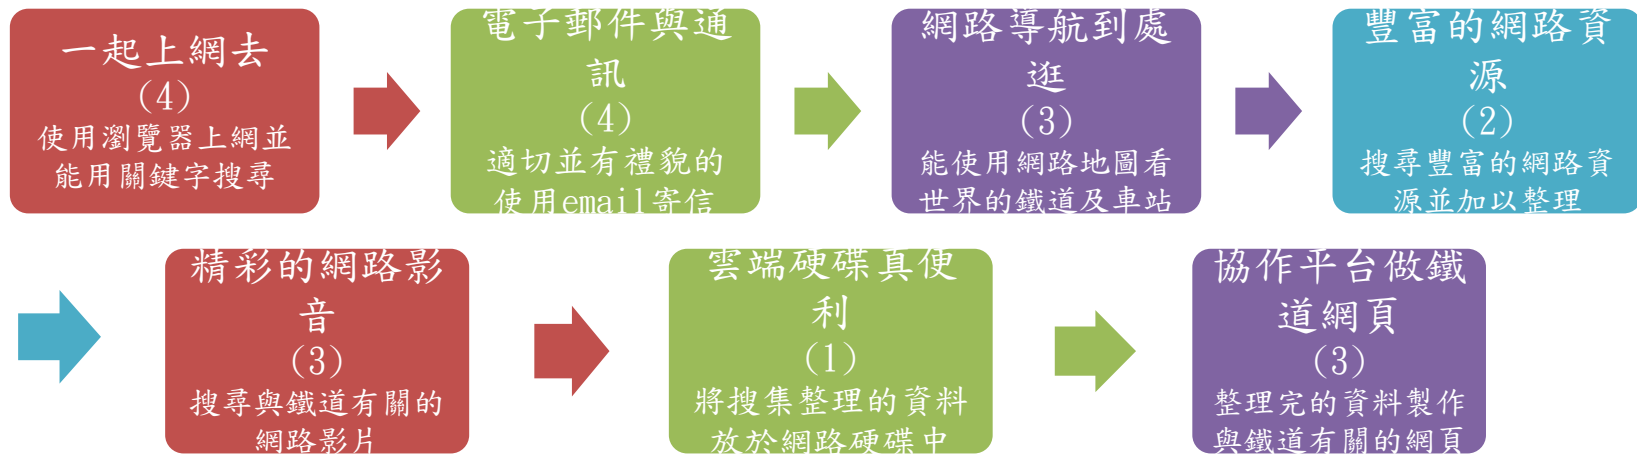 一起上網去
(4)
使用瀏覽器上網並
能用關鍵字搜尋
電子郵件與通
訊
(4)
適切並有禮貌的
使用email寄信
網路導航到處
逛
(3)
能使用網路地圖看
世界的鐵道及車站
豐富的網路資
源
(2)
搜尋豐富的網路資
源並加以整理
精彩的網路影
音
(3)
搜尋與鐵道有關的
網路影片
雲端硬碟真便
利
(1)
將搜集整理的資料
放於網路硬碟中
協作平台做鐵
道網頁
(3)
整理完的資料製作
與鐵道有關的網頁